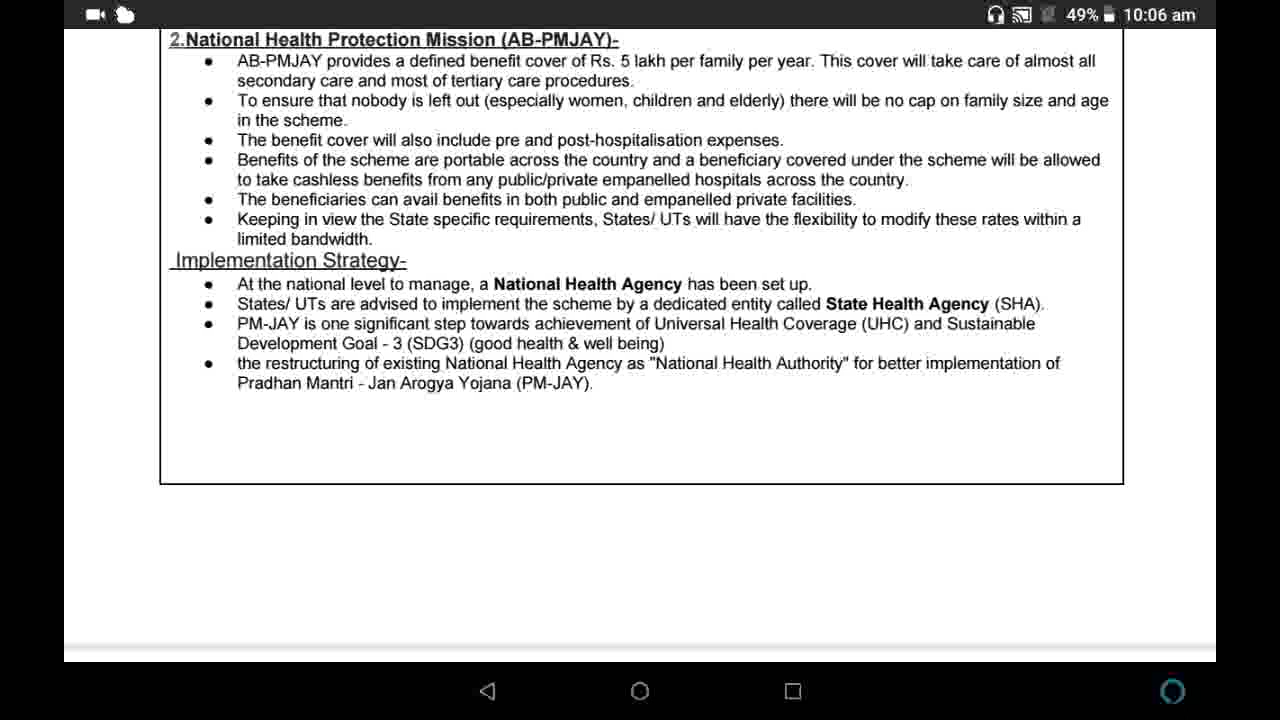 49% 10:06 am
2.National Health Protection Mission (AB-PMJAY)-
● AB-PMJAY provides a defined benefit cover of Rs. 5 lakh per family per year. This cover will take care of almost all
secondary care and most of tertiary care procedures.
● To ensure that nobody is left out (especially women, children and elderly) there will be no cap on family size and age
in the scheme.
● The benefit cover will also include pre and post-hospitalisation expenses.
● Benefits of the scheme are portable across the country and a beneficiary covered under the scheme will be allowed
to take cashless benefits from any public/private empanelled hospitals across the country.
● The beneficiaries can avail benefits in both public and empanelled private facilities.
● Keeping in view the State specific requirements, States/ UTs will have the flexibility to modify these rates within a
limited bandwidth.
Implementation Strategy-
● At the national level to manage, a National Health Agency has been set up.
● States/ UTs are advised to implement the scheme by a dedicated entity called State Health Agency (SHA).
● PM-JAY is one significant step towards achievement of Universal Health Coverage (UHC) and Sustainable
Development Goal - 3 (SDG3) (good health & well being)
● the restructuring of existing National Health Agency as "National Health Authority" for better implementation of
Pradhan Mantri - Jan Arogya Yojana (PM-JAY).